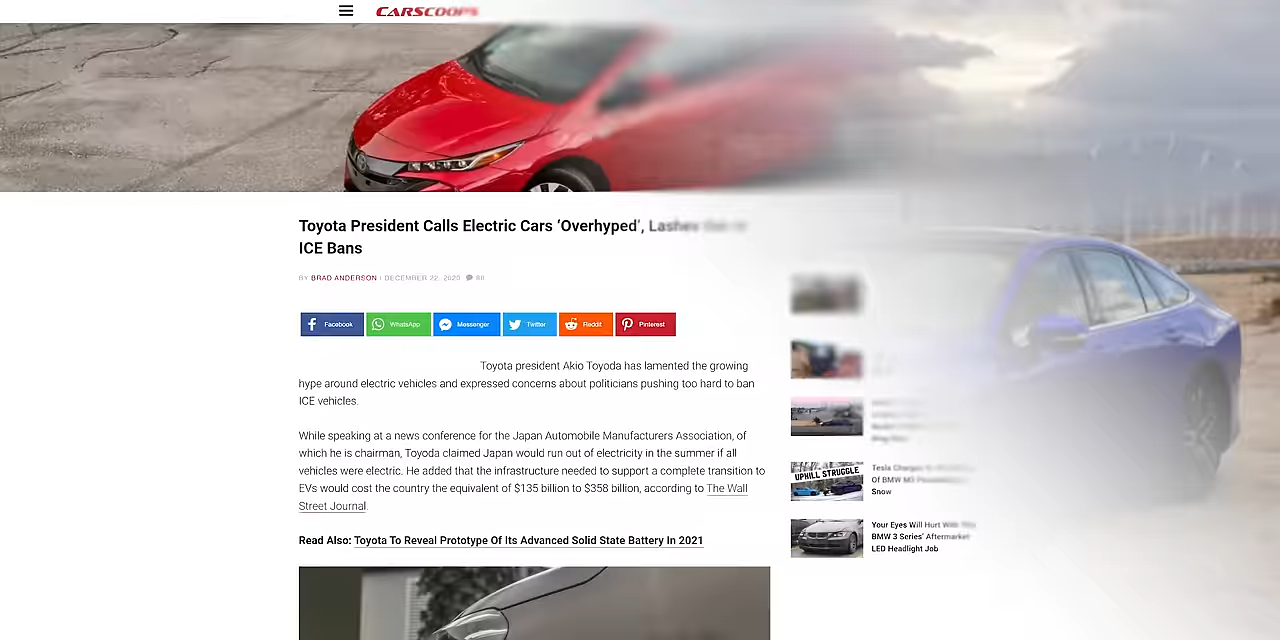 CARSCOOPS
Toyota President Calls Electric Cars ‘Overhyped’, Lashes Out In
ICE Bans
BY BRAD ANDERSON | DECEMBER 22, 2020 88
Facebook
WhatsApp
Messenger
Twitter
Reddit
Pinterest
Toyota president Akio Toyoda has lamented the growing
hype around electric vehicles and expressed concerns about politicians pushing too hard to ban
ICE vehicles.
While speaking at a news conference for the Japan Automobile Manufacturers Association, of
which he is chairman, Toyoda claimed Japan would run out of electricity in the summer if all
vehicles were electric. He added that the infrastructure needed to support a complete transition to
EVs would cost the country the equivalent of $135 billion to $358 billion, according to The Wall
Street Journal.
Read Also: Toyota To Reveal Prototype Of Its Advanced Solid State Battery In 2021
UPHILL STRUGGLE
Tesla Charges
Of BMW M3
Snow
Your Eyes Will Hurt With This
BMW 3 Series’ Aftermarket
LED Headlight Job